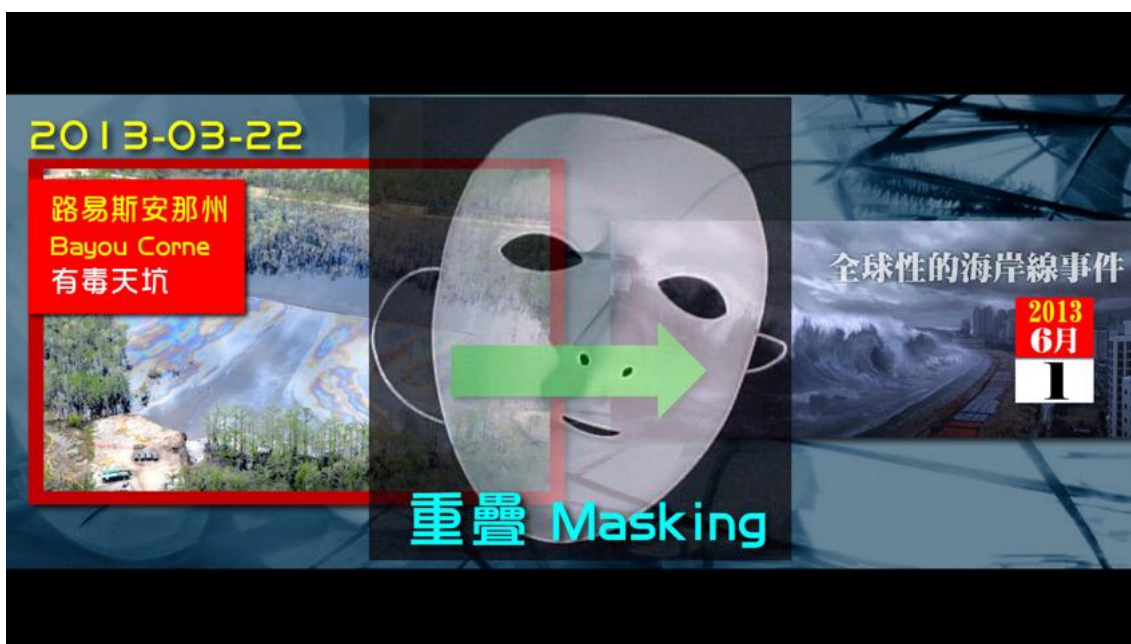 2013-03-22
路易斯安那州
Bayou Corne
有毒天坑
全球性的海岸線事件
2013
6月
1
重疊 Masking